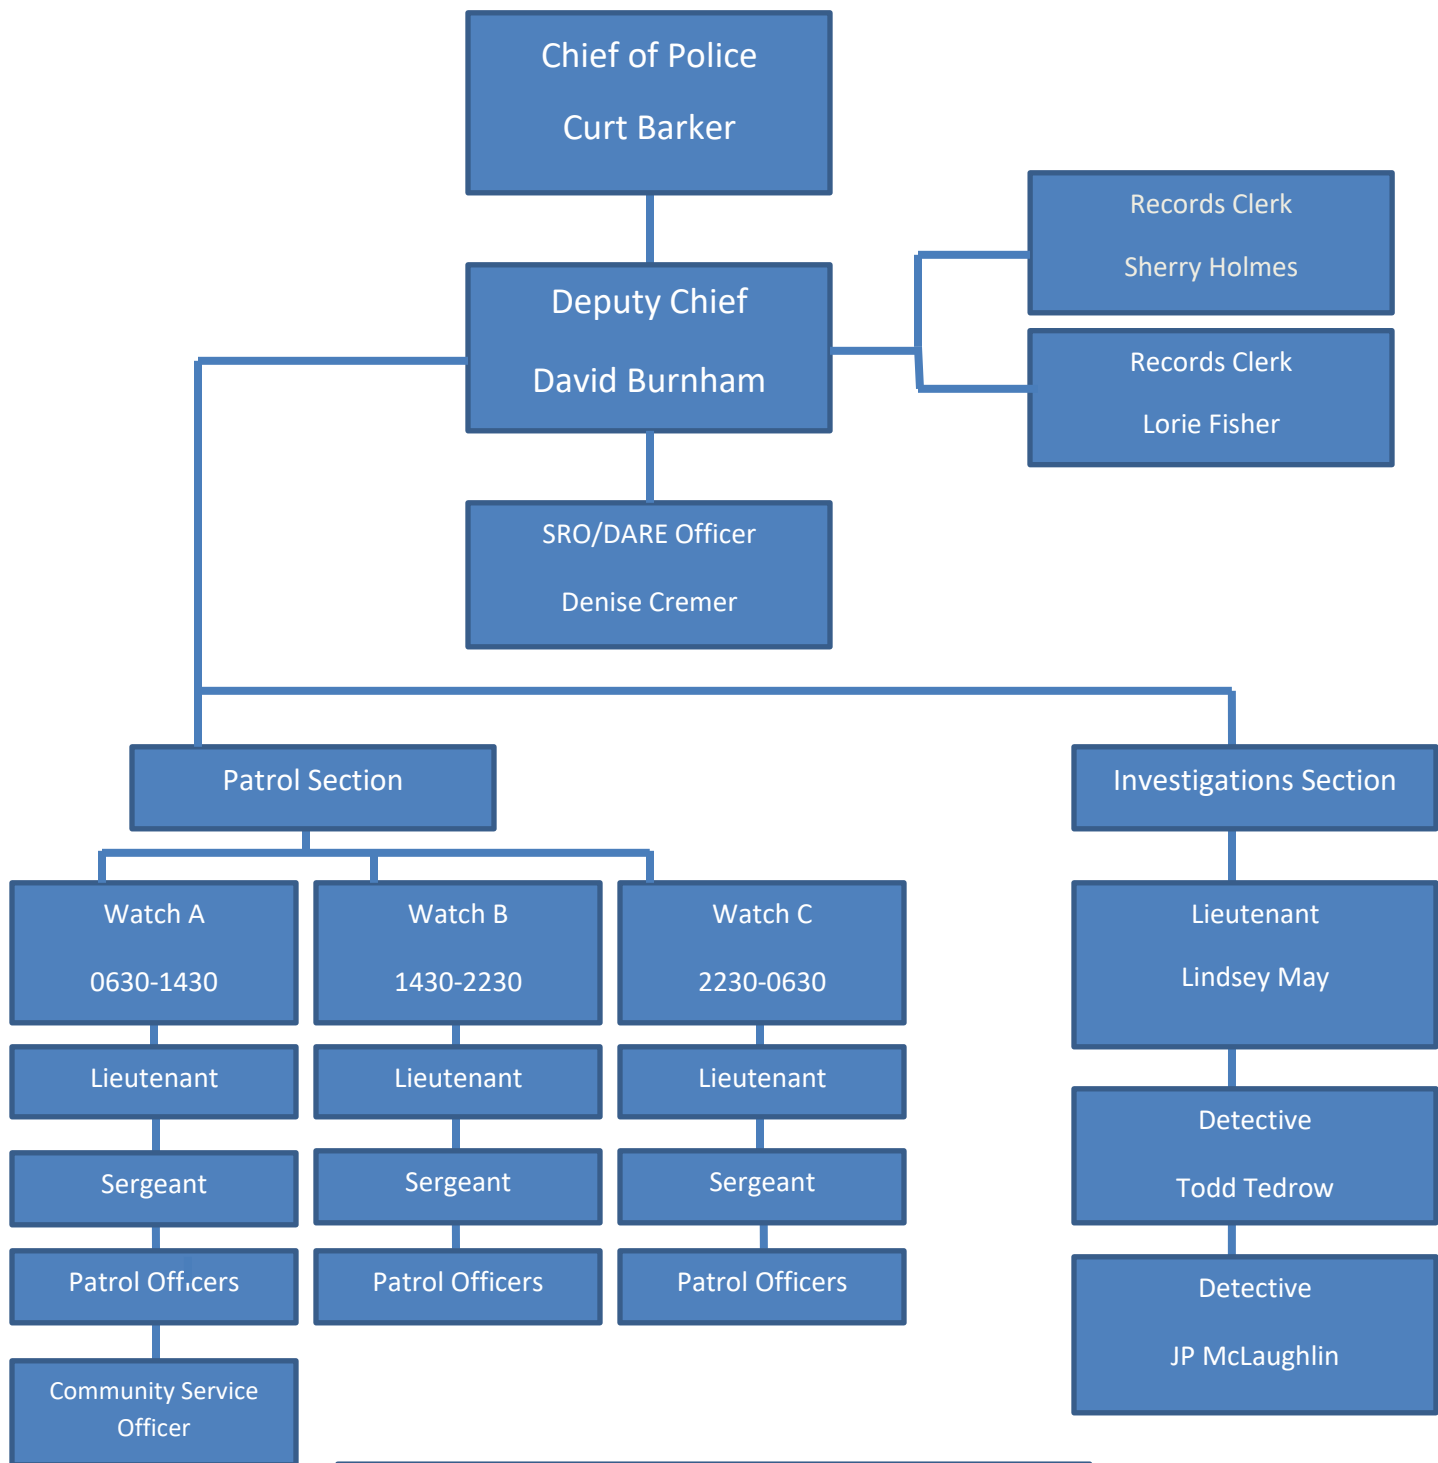 Chief of Police
Curt Barker
Records Clerk
Sherry Holmes
Deputy Chief
David Burnham
Records Clerk
Lorie Fisher
SRO/DARE Officer
Denise Cremer
Patrol Section
Investigations Section
Watch A
0630-1430
Watch B
1430-2230
Watch C
2230-0630
Lieutenant
Lindsey May
Lieutenant
Lieutenant
Lieutenant
Detective
Todd Tedrow
Sergeant
Sergeant
Sergeant
Patrol Officers
Patrol Officers
Patrol Officers
Detective
JP McLaughlin
Community Service
Officer